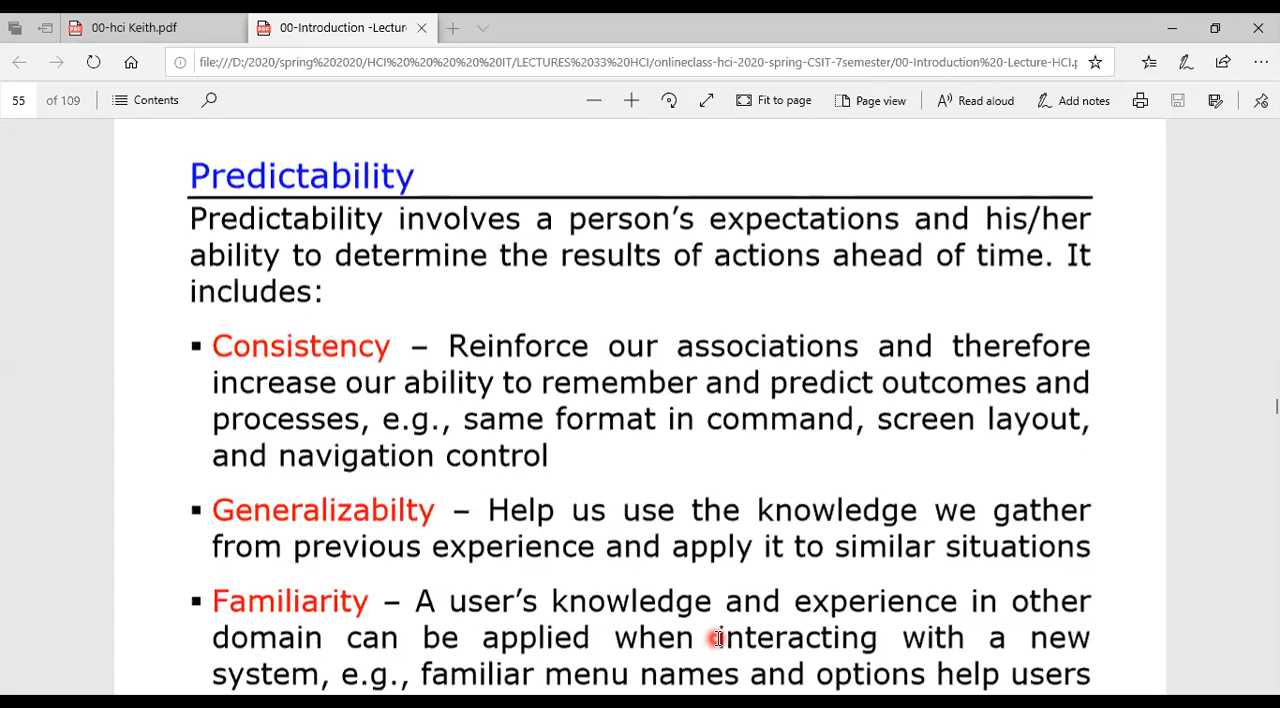 00-hci Keith.pdf
00-Introduction -Lectur
file:///D:/2020/spring%202020/HCI%20%20%20%20%20IT/LECTURES%2033%20HCI/onlineclass-hci-2020-spring-CSIT-7semester/00-Introduction%20-Lecture-HCI.p
55 of 109 Contents Fit to page Page view Read aloud Add notes
Predictability
Predictability involves a person's expectations and his/her
ability to determine the results of actions ahead of time. It
includes:
▪ Consistency – Reinforce our associations and therefore
increase our ability to remember and predict outcomes and
processes, e.g., same format in command, screen layout,
and navigation control
▪ Generalizabilty – Help us use the knowledge we gather
from previous experience and apply it to similar situations
▪ Familiarity – A user's knowledge and experience in other
domain can be applied when interacting with a new
system, e.g., familiar menu names and options help users